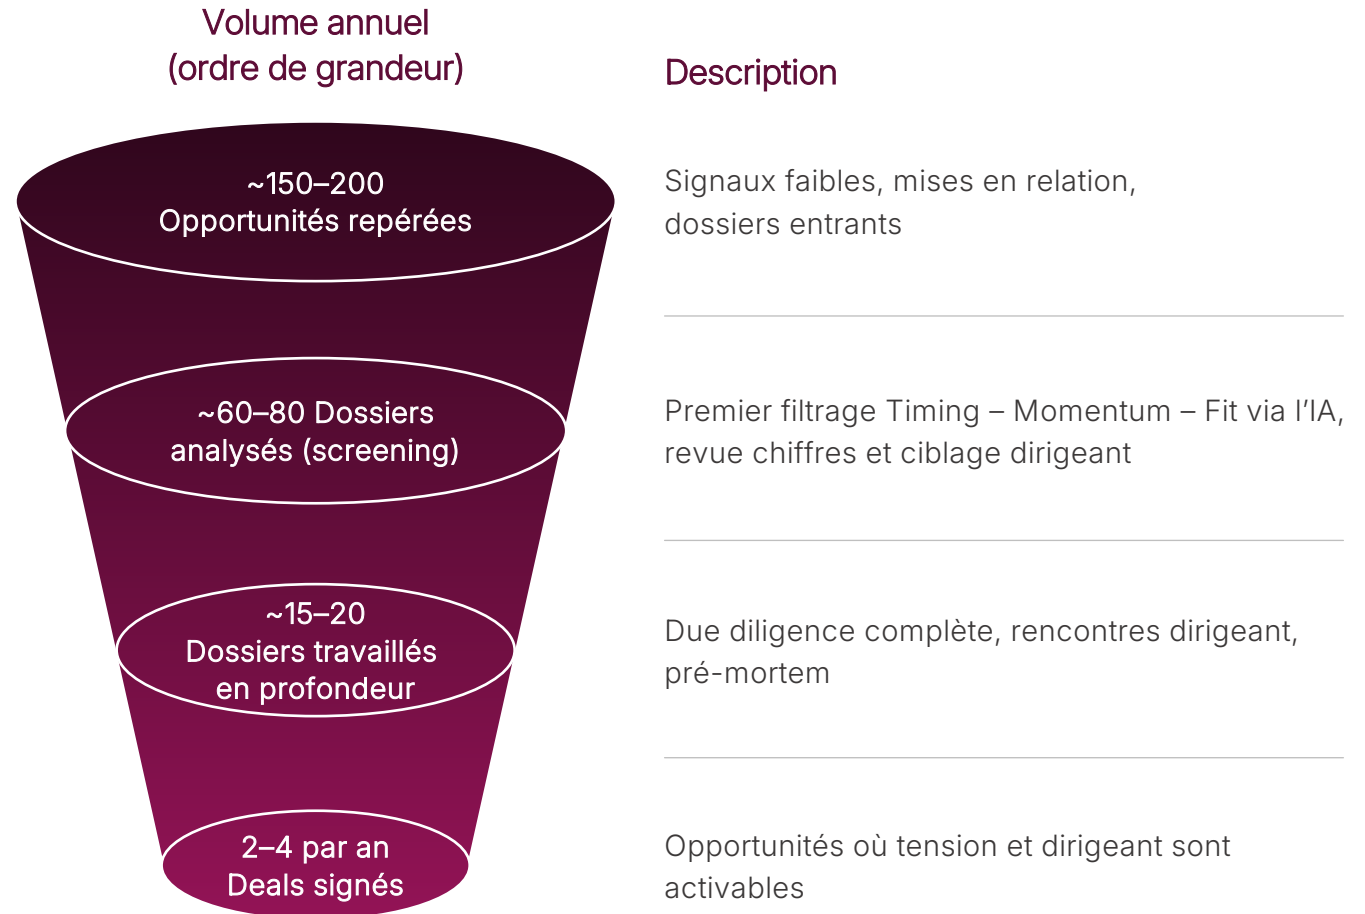 Volume annuel
(ordre de grandeur)
Description
~150–200
Opportunités repérées
Signaux faibles, mises en relation,
dossiers entrants
~60–80 Dossiers
analysés (screening)
Premier filtrage Timing – Momentum – Fit via l’IA,
revue chiffres et ciblage dirigeant
~15–20
Dossiers travaillés
en profondeur
Due diligence complète, rencontres dirigeant,
pré-mortem
2–4 par an
Deals signés
Opportunités où tension et dirigeant sont
activables